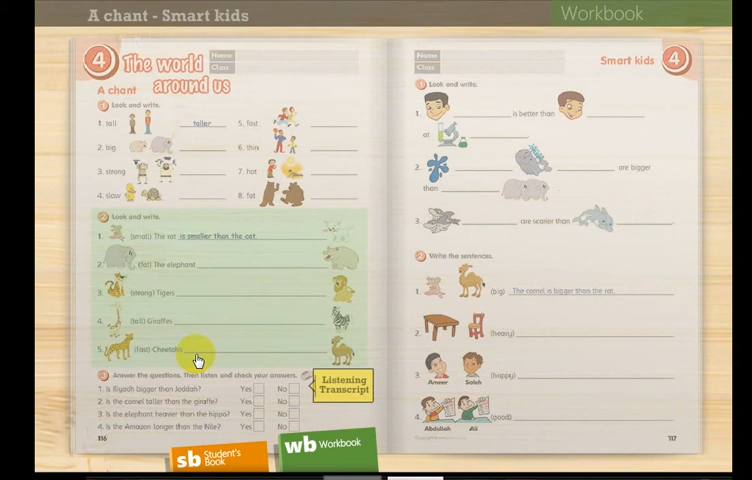 A chant - Smart kids
Workbook
4
The world
around us
Name
Class
A chant
1 Look and write.
1. tall taller 5. fast
2. big 6. thin
3. strong 7. hot
4. slow 8. fat
2 Look and write.
1. (small) The rat is smaller than the cat.
2. (fat) The elephant
3. (strong) Tigers
4. (tall) Giraffes
5. (fast) Cheetahs
3 Answer the questions. Then listen and check your answers.
1. Is Riyadh bigger than Jeddah? Yes No
2. Is the camel taller than the giraffe? Yes No
3. Is the elephant heavier than the hippo? Yes No
4. Is the Amazon longer than the Nile? Yes No
Listening
Transcript
116
sb Student's
Book
wb Workbook
Name
Class
Smart kids 4
1 Look and write.
1. is better than
at
2. are bigger
than
3. are scarier than
2 Write the sentences.
1. (big) The camel is bigger than the rat.
2. (heavy)
3. (happy)
Ameer Saleh
4. (good)
Abdullah Ali
117